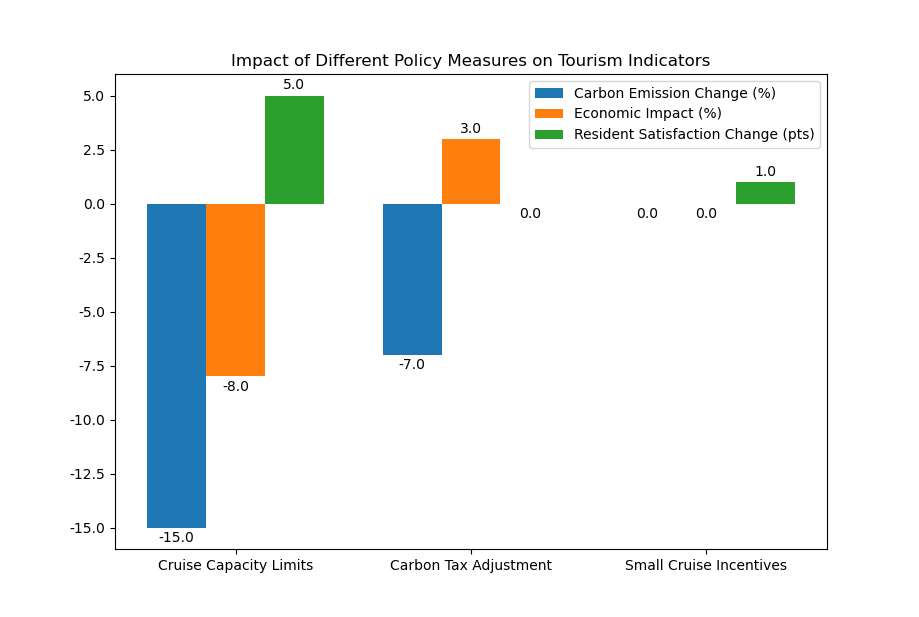 Impact of Different Policy Measures on Tourism Indicators
Carbon Emission Change (%)
Economic Impact (%)
Resident Satisfaction Change (pts)
5.0
2.5
0.0
-2.5
-5.0
-7.5
-10.0
-12.5
-15.0
-15.0
-8.0
5.0
-7.0
3.0
0.0
0.0
0.0
1.0
Cruise Capacity Limits
Carbon Tax Adjustment
Small Cruise Incentives